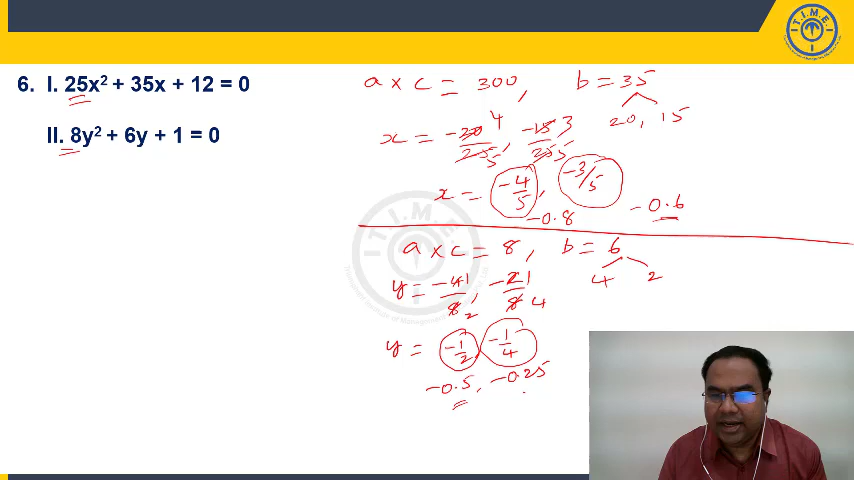 T.I.M.E.
6. I. 25x² + 35x + 12 = 0
II. 8y² + 6y + 1 = 0
a × c = 300, b = 35
20, 15
x = -20/25, -15/25
4 3
5 5
x = -4/5, -3/5
-0.8 -0.6
a × c = 8, b = 6
4 2
y = -4/8, -2/8
1 1
2 4
y = -1/2, -1/4
-0.5, -0.25
T.I.M.E.